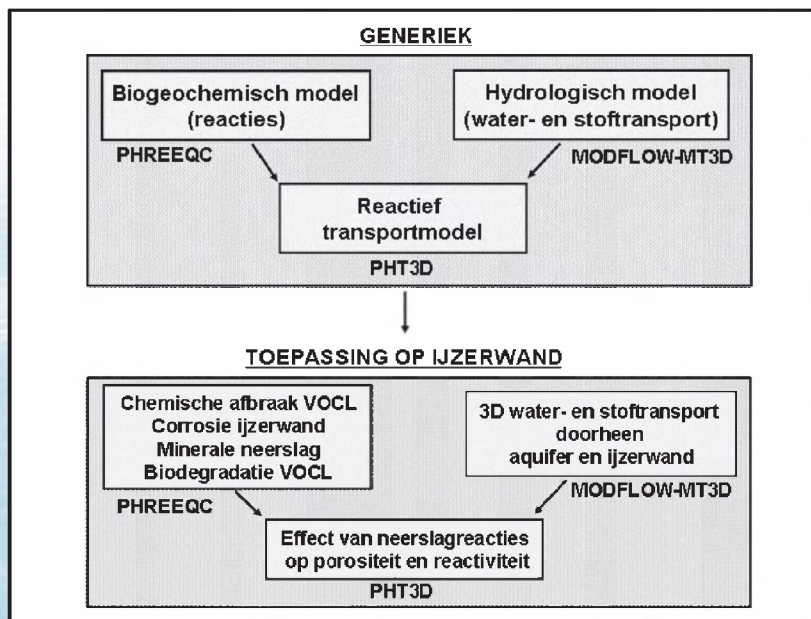 GENERIEK
Biogeochemisch model
(reacties)
Hydrologisch model
(water- en stoftransport)
PHREEQC
MODFLOW-MT3D
Reactief
transportmodel
PHT3D
TOEPASSING OP IJZERWAND
Chemische afbraak VOCL
Corrosie ijzerwand
Minerale neerslag
Biodegradatie VOCL
3D water- en stoftransport
doorheen
aquifer en ijzerwand
PHREEQC
MODFLOW-MT3D
Effect van neerslagreacties
op porositeit en reactiviteit
PHT3D